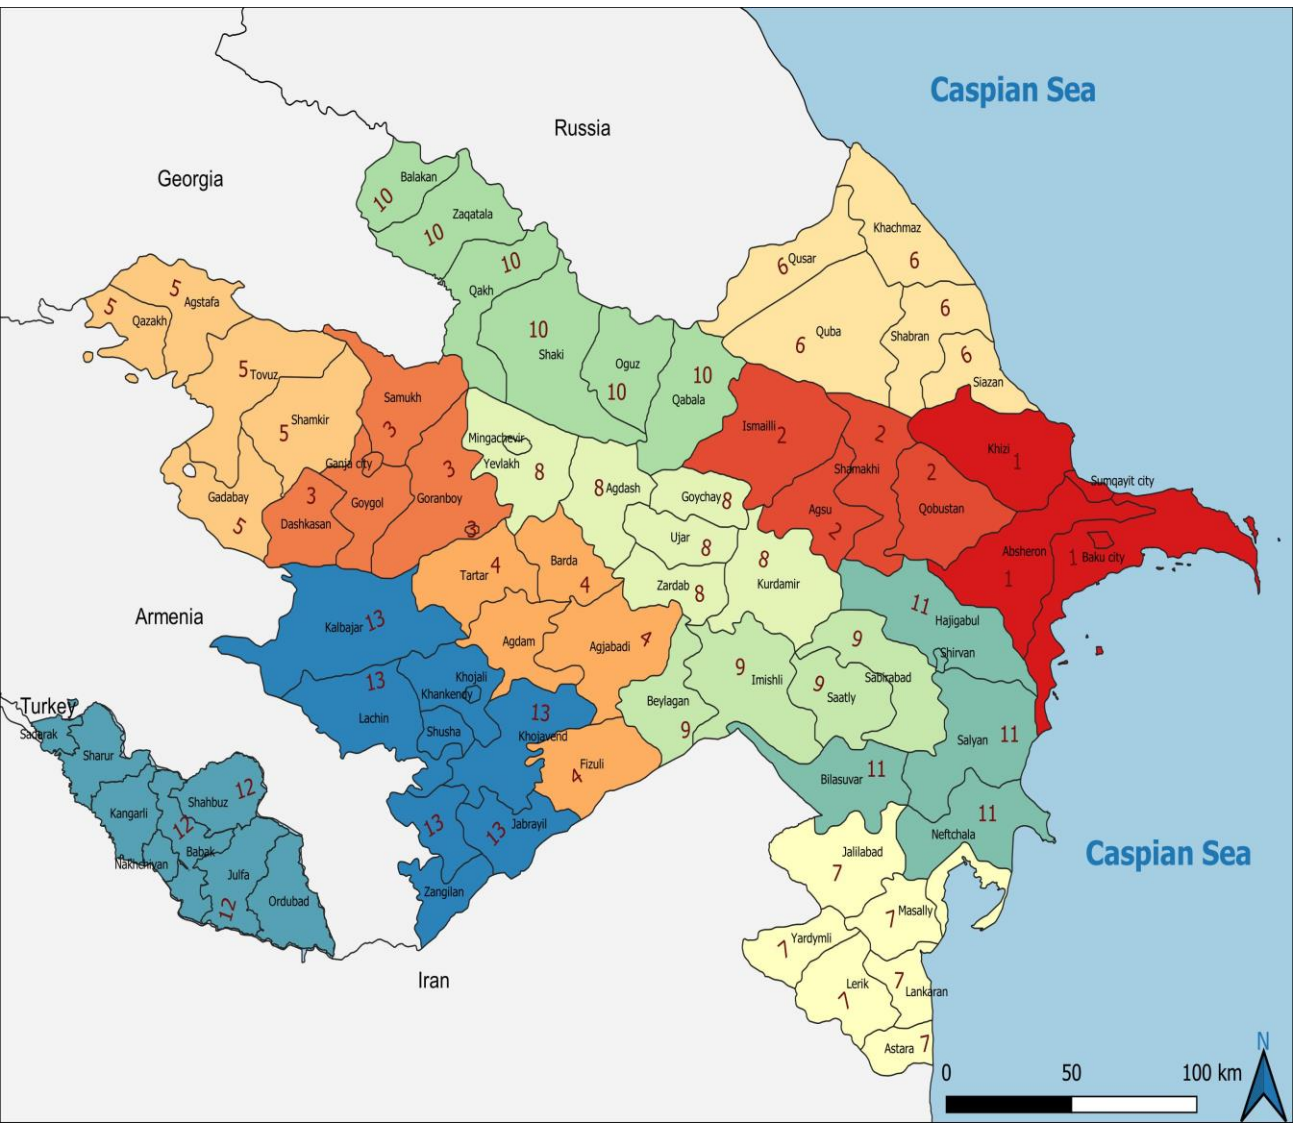 Caspian Sea
Russia
Georgia
Balakan
10
Zaqatala
10
10
Qakh
Khachmaz
6
Qusar
6
5
Agstafa
5
Qazakh
10
Shaki
6
Quba
6
Shabran
6
Siazan
Oguz
10
10
Qabala
5
Tovuz
Samukh
3
Shamkir
5
Ismailli
2
2
Shamakhi
Khizi
1
Mingachevir
Yevlakh
8
Ganja city
3
Goranboy
2
Qobustan
Sumqayit city
8
Agdash
Goychay
8
Gadabay
5
3
Dashkasan
Goygol
3
Agsu
2
Ujar
8
Absheron
1
1
Baku city
Tartar
4
Barda
4
Zardab
8
8
Kurdamir
Armenia
Kalbajar
13
11
Hajigabul
Agdam
Agjabadi
4
9
Shirvan
9
Imishli
9
Saatly
Sabirabad
13
Lachin
Khojali
Khankendy
Shusha
13
Khojavend
Beylagan
9
Turkey
Sadarak
Sharur
Salyan
11
Fizuli
4
Bilasuvar
11
Shahbuz
12
Kangarli
12
Babak
Nakhchivan
13
13
Jabrayil
11
Neftchala
Jalilabad
7
Caspian Sea
Julfa
12
Ordubad
Zangilan
Masally
7
Yardymli
7
Iran
Lerik
7
7
Lankaran
Astara
7
N
0
50
100 km